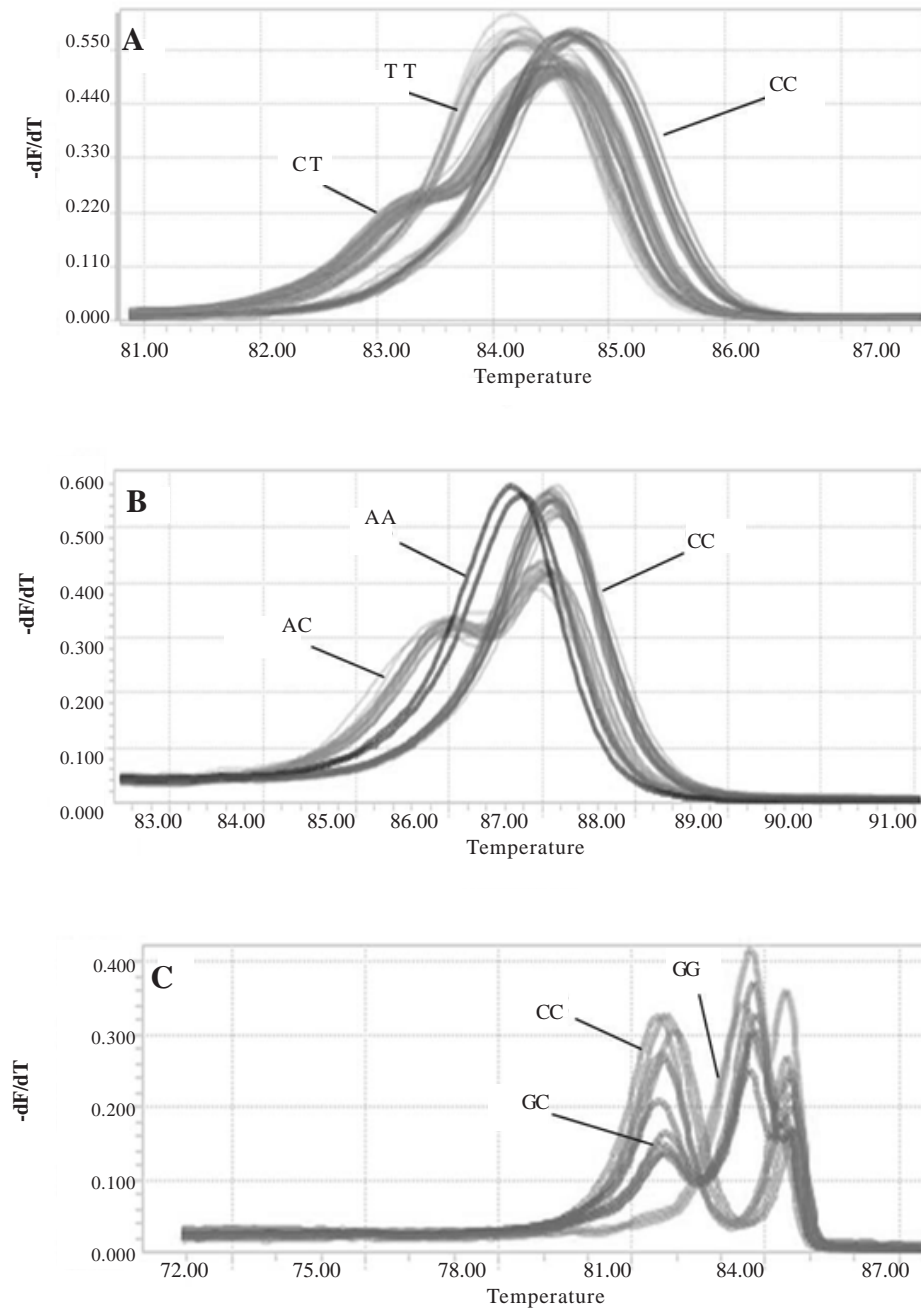 A
-dF/dT
0.550
0.440
0.330
0.220
0.110
0.000
T T
CC
C T
81.00 82.00 83.00 84.00 85.00 86.00 87.00
Temperature
B
-dF/dT
0.600
0.500
0.400
0.300
0.200
0.100
0.000
AA
CC
AC
83.00 84.00 85.00 86.00 87.00 88.00 89.00 90.00 91.00
Temperature
C
-dF/dT
0.400
0.300
0.200
0.100
0.000
GG
CC
GC
72.00 75.00 78.00 81.00 84.00 87.00
Temperature